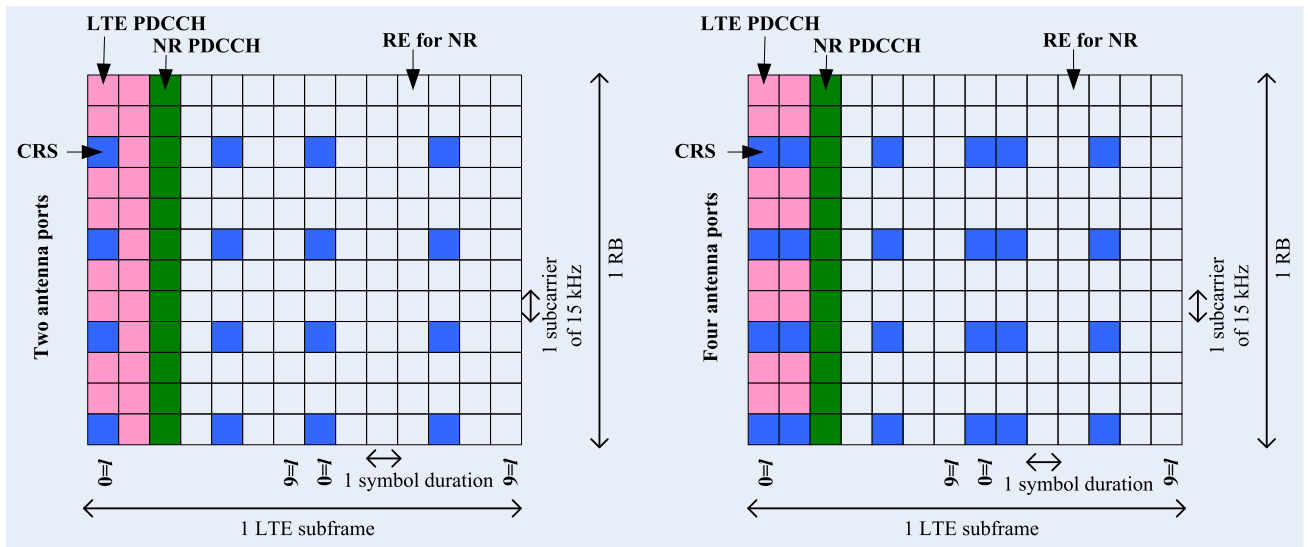 LTE PDCCH
NR PDCCH
RE for NR
CRS
Two antenna ports
1 subcarrier
of 15 kHz
1 RB
l=0
l=6
l=0
1 symbol duration
l=6
1 LTE subframe
LTE PDCCH
NR PDCCH
RE for NR
CRS
Four antenna ports
1 subcarrier
of 15 kHz
1 RB
l=0
l=6
l=0
1 symbol duration
l=6
1 LTE subframe